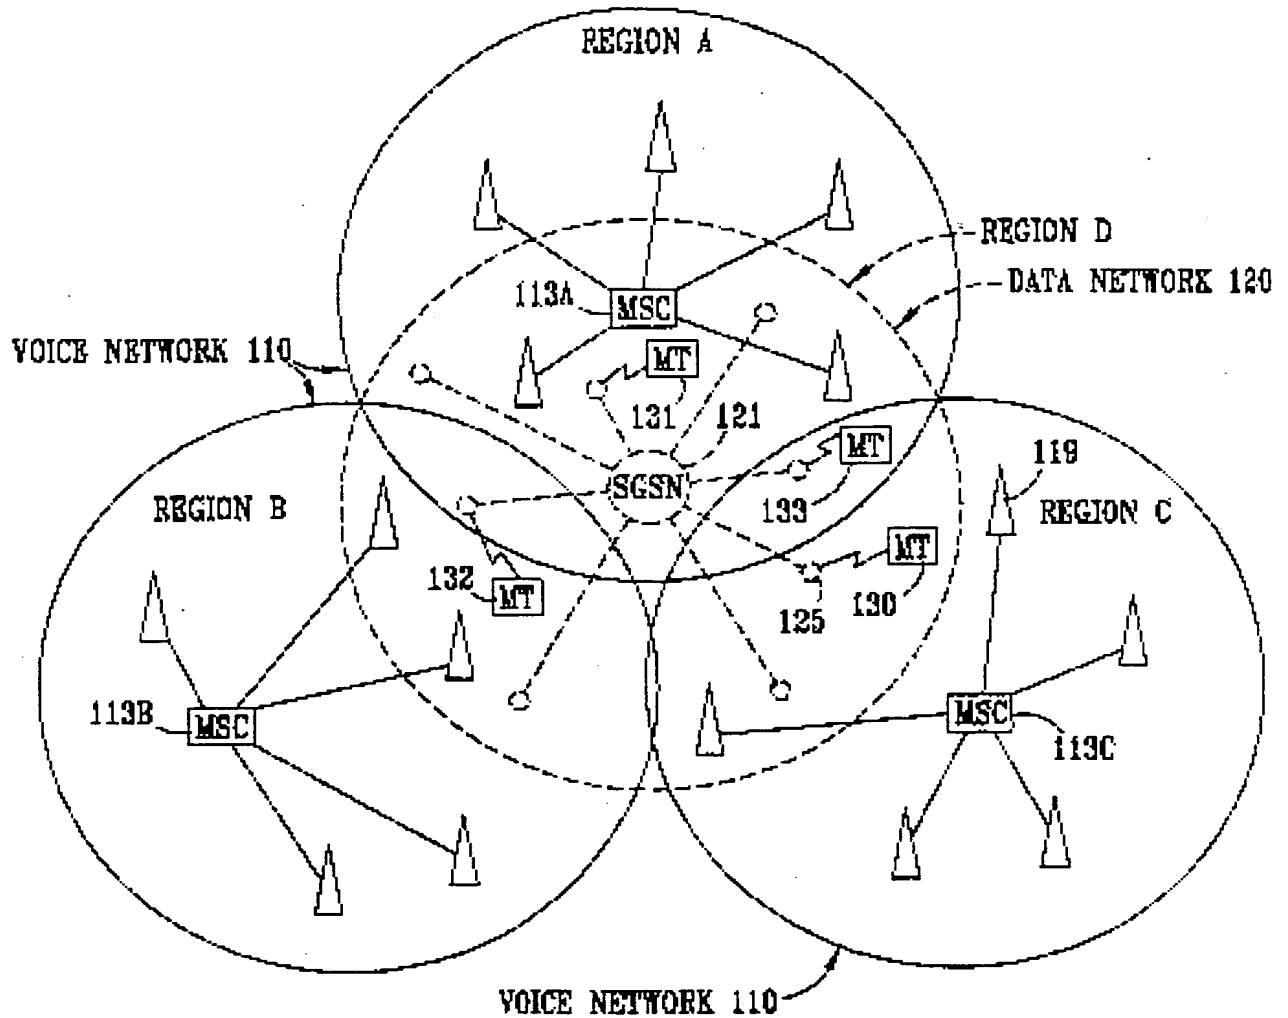 REGION A
REGION D
DATA NETWORK 120
113A
MSC
VOICE NETWORK 110
MT
131
121
MT
119
SGSN
REGION B
133
REGION C
MT
132
MT
125
130
113B
MSC
MSC
113C
VOICE NETWORK 110